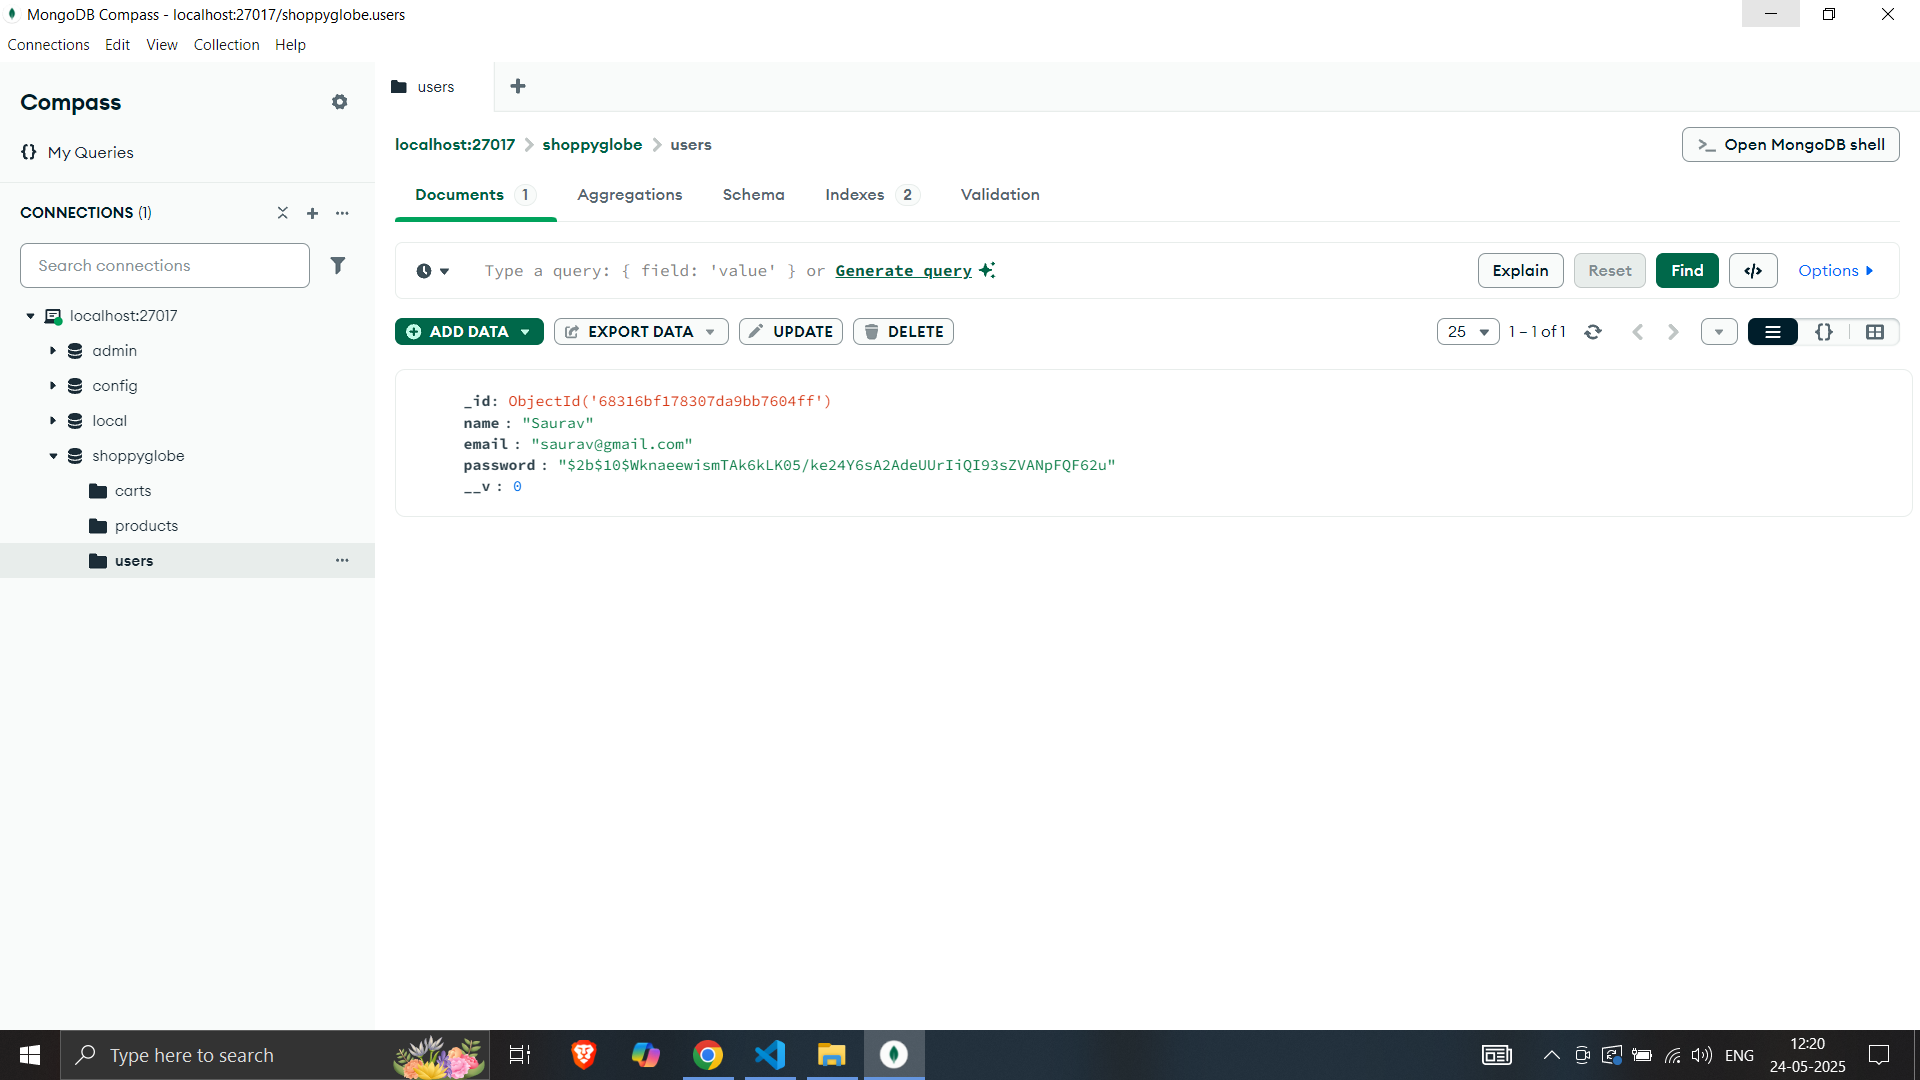 MongoDB Compass - localhost:27017/shoppyglobe.users
Connections Edit View Collection Help
Compass
{} My Queries
CONNECTIONS (1)
Search connections
localhost:27017
admin
config
local
shoppyglobe
carts
products
users
users
localhost:27017 > shoppyglobe > users
>_ Open MongoDB shell
Documents 1 Aggregations Schema Indexes 2 Validation
Type a query: { field: 'value' } or Generate query
Explain Reset Find </> Options
ADD DATA EXPORT DATA UPDATE DELETE
25 1 – 1 of 1 {}
_id: ObjectId('68316bf178307da9bb7604ff')
name : "Saurav"
email : "saurav@gmail.com"
password : "$2b$10$WknaeewismTAk6kLK05/ke24Y6sA2AdeUUrIiQI93sZVANpFQF62u"
__v : 0
Type here to search
ENG
12:20
24-05-2025